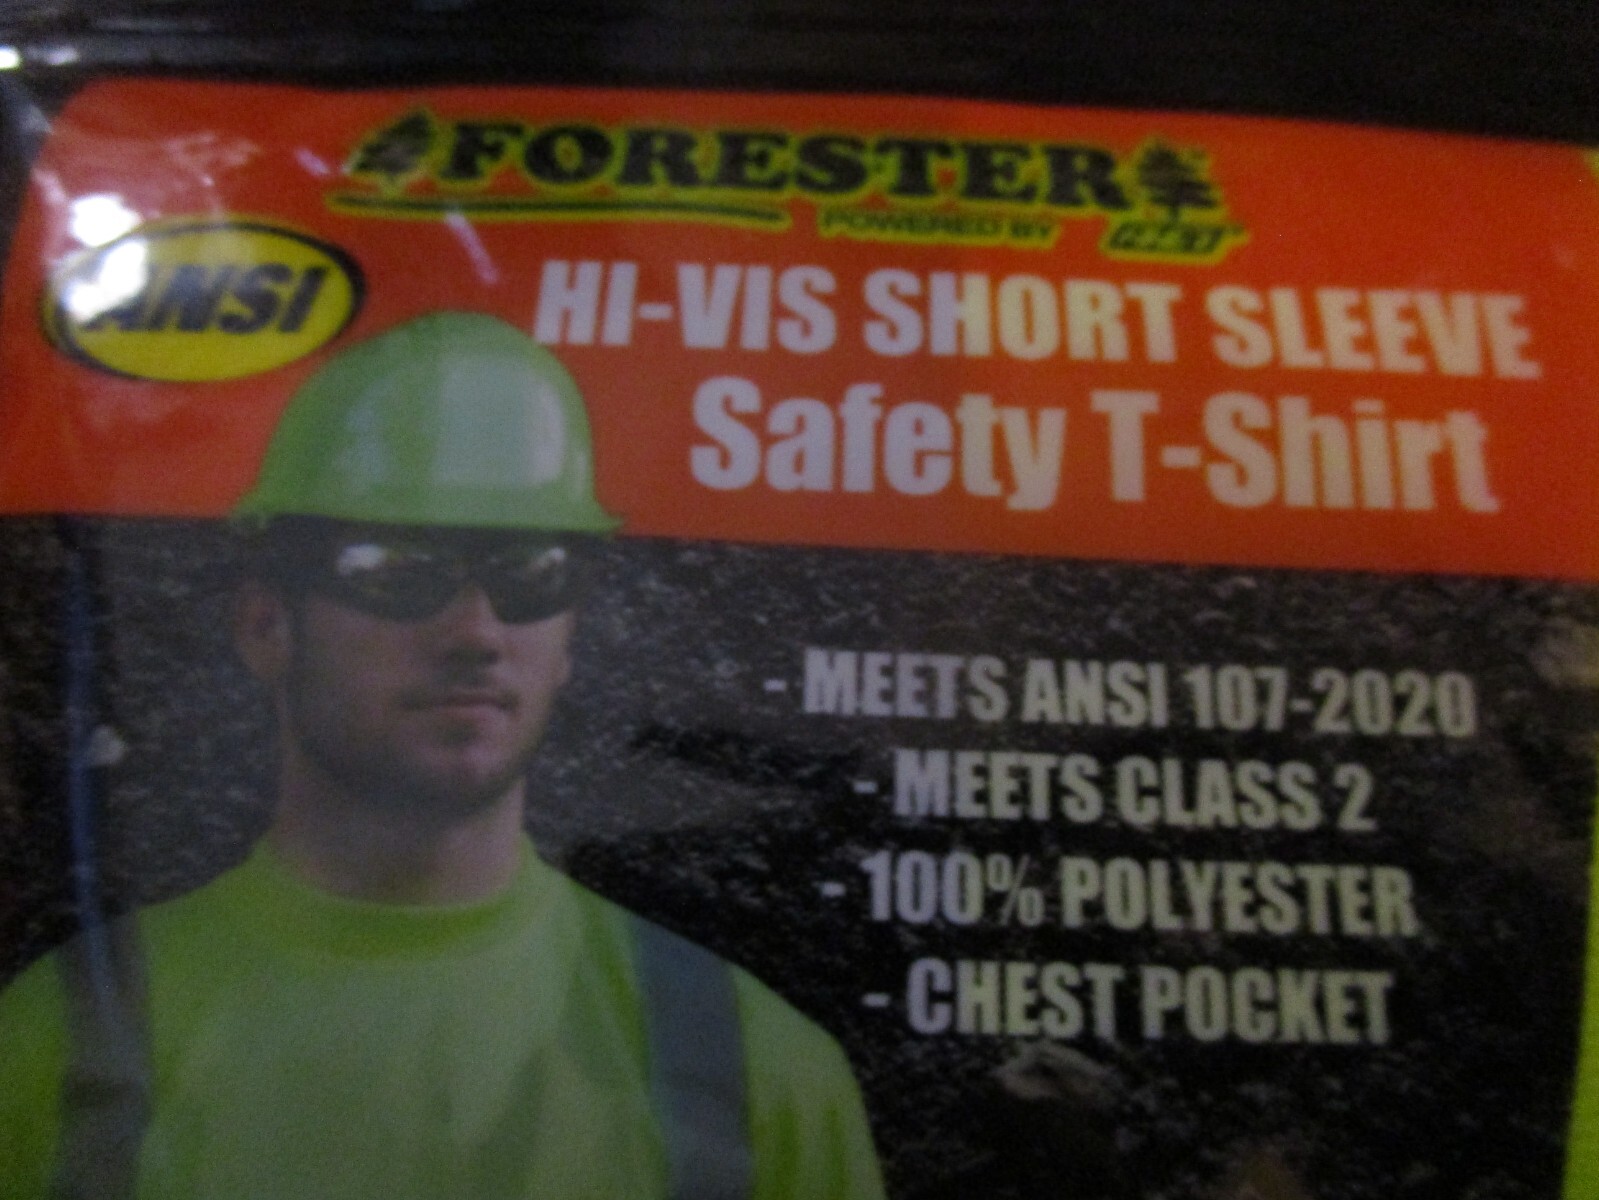 FORESTER
POWERED BY
ANSI
HI-VIS SHORT SLEEVE
Safety T-Shirt
- MEETS ANSI 107-2020
- MEETS CLASS 2
- 100% POLYESTER
- CHEST POCKET